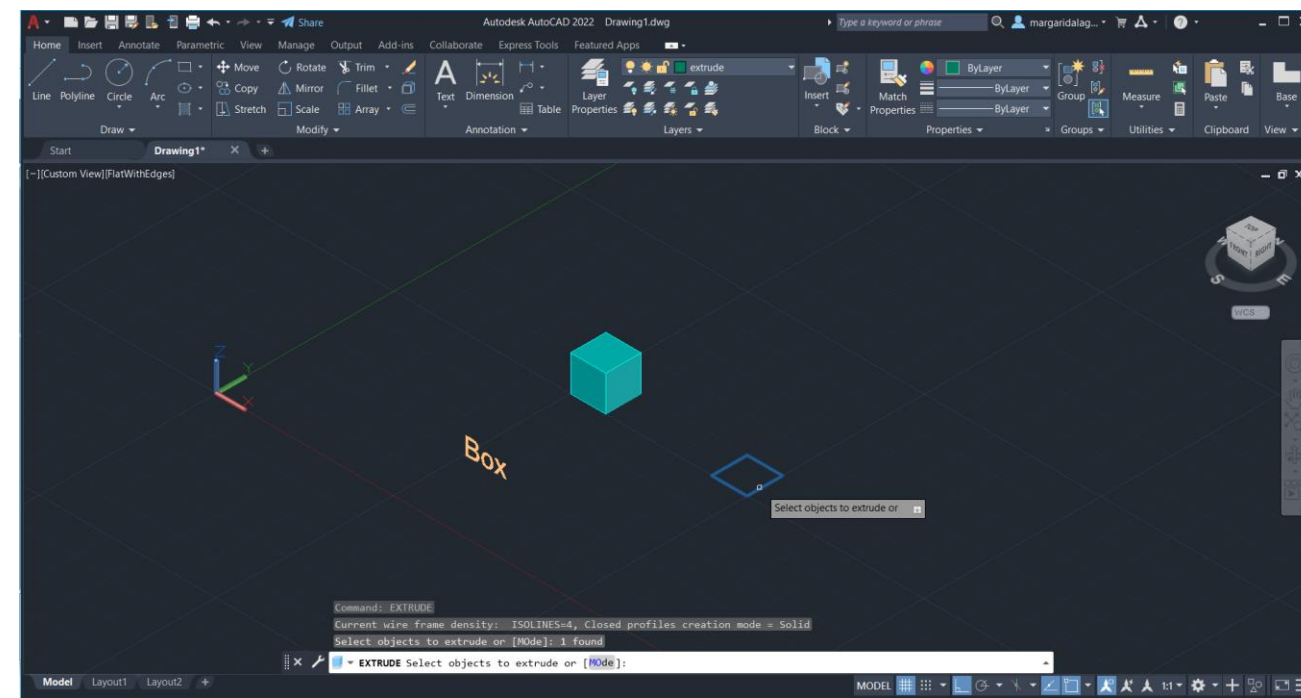 Share
Autodesk AutoCAD 2022 Drawing1.dwg
Type a keyword or phrase
margaridalag...
Home Insert Annotate Parametric View Manage Output Add-ins Collaborate Express Tools Featured Apps
Move Rotate Trim extrude ByLayer
Copy Mirror Fillet ByLayer
Line Polyline Circle Arc Text Dimension Layer Insert Match Group Measure Paste Base
Stretch Scale Array Table Properties Properties ByLayer
Draw Modify Annotation Layers Block Properties Groups Utilities Clipboard View
Start Drawing1*
[−][Custom View][FlatWithEdges]
TOP
FRONT RIGHT
S E
WCS
Z
Y
X
Box
Select objects to extrude or
Command: EXTRUDE
Current wire frame density: ISOLINES=4, Closed profiles creation mode = Solid
Select objects to extrude or [MOde]: 1 found
EXTRUDE Select objects to extrude or [MOde]:
Model Layout1 Layout2 MODEL 1:1